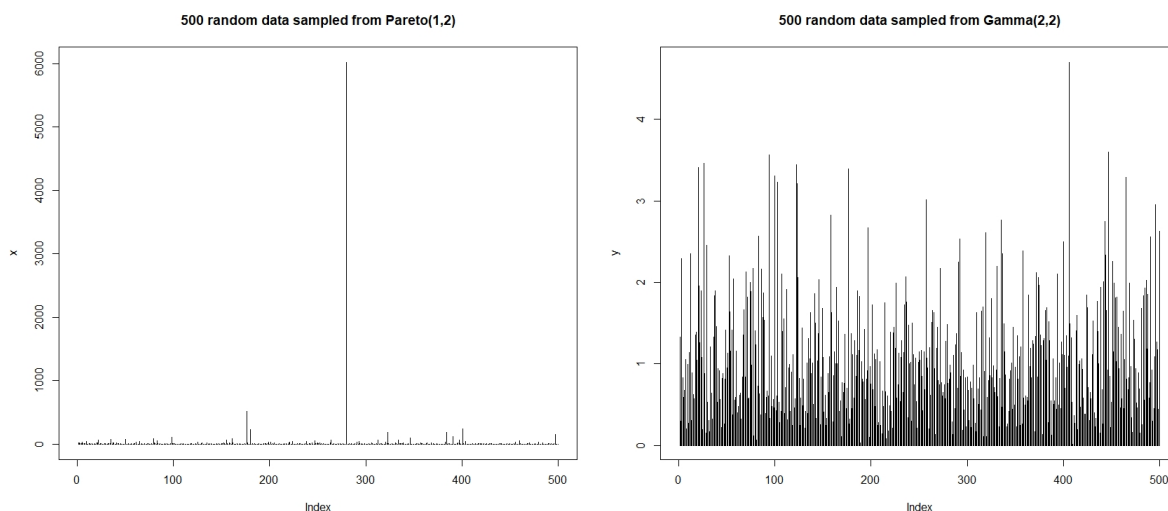 500 random data sampled from Pareto(1,2)
6000
5000
4000
3000
2000
1000
0
x
0 100 200 300 400 500
Index
500 random data sampled from Gamma(2,2)
4
3
2
1
0
y
0 100 200 300 400 500
Index